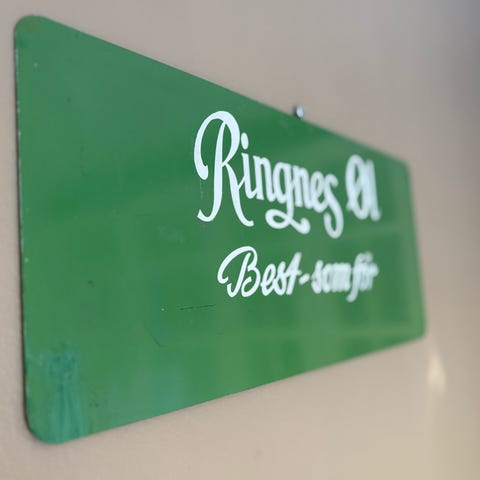 Ringnes Øl
Best - som før